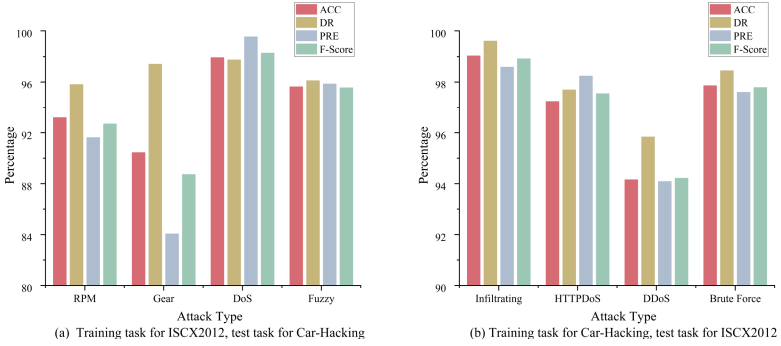 ACC
DR
PRE
F-Score
100
96
92
88
84
80
Percentage
RPM
Gear
DoS
Fuzzy
Attack Type
(a) Training task for ISCX2012, test task for Car-Hacking
ACC
DR
PRE
F-Score
100
98
96
94
92
90
Percentage
Infiltrating
HTTPDoS
DDoS
Brute Force
Attack Type
(b) Training task for Car-Hacking, test task for ISCX2012